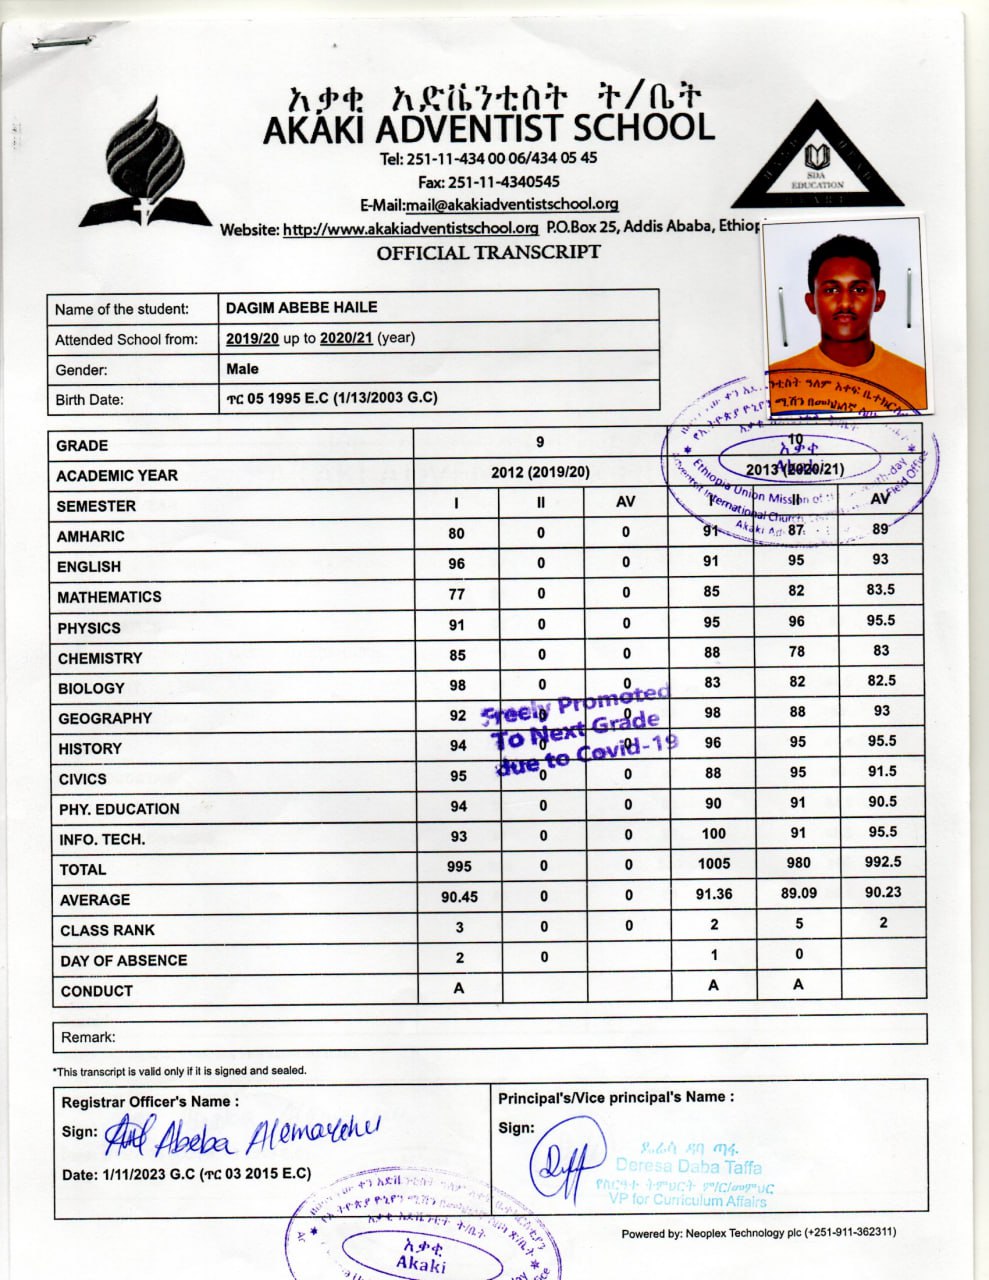 አቃቂ አድቬንቲስት ት/ቤት
AKAKI ADVENTIST SCHOOL
Tel: 251-11-434 00 06/434 05 45
Fax: 251-11-4340545
E-Mail:mail@akakiadventistschool.org
Website: http://www.akakiadventistschool.org P.O.Box 25, Addis Ababa, Ethiop
OFFICIAL TRANSCRIPT
SDA
EDUCATION
Name of the student: DAGIM ABEBE HAILE
Attended School from: 2019/20 up to 2020/21 (year)
Gender: Male
Birth Date: ጥር 05 1995 E.C (1/13/2003 G.C)
GRADE 9 10
ACADEMIC YEAR 2012 (2019/20) 2013 (2020/21)
SEMESTER I II AV I II AV
AMHARIC 80 0 0 91 87 89
ENGLISH 96 0 0 91 95 93
MATHEMATICS 77 0 0 85 82 83.5
PHYSICS 91 0 0 95 96 95.5
CHEMISTRY 85 0 0 88 78 83
BIOLOGY 98 0 0 83 82 82.5
GEOGRAPHY 92 0 0 98 88 93
HISTORY 94 0 0 96 95 95.5
CIVICS 95 0 0 88 95 91.5
PHY. EDUCATION 94 0 0 90 91 90.5
INFO. TECH. 93 0 0 100 91 95.5
TOTAL 995 0 0 1005 980 992.5
AVERAGE 90.45 0 0 91.36 89.09 90.23
CLASS RANK 3 0 0 2 5 2
DAY OF ABSENCE 2 0 1 0
CONDUCT A A A
Freely Promoted
To Next Grade
due to Covid-19
አቃቂ
Akaki
Ethiopia Union Mission of
International Church
Field Office
Remark:
*This transcript is valid only if it is signed and sealed.
Registrar Officer's Name :
Sign: Abeba Alemayehu
Date: 1/11/2023 G.C (ጥር 03 2015 E.C)
Principal's/Vice principal's Name :
Sign:
ዴሬሳ ዳባ ጣፋ
Deresa Daba Taffa
የስርዓተ ትምህርት ም/ር/መምህር
VP for Curriculum Affairs
አቃቂ
Akaki
Powered by: Neoplex Technology plc (+251-911-362311)